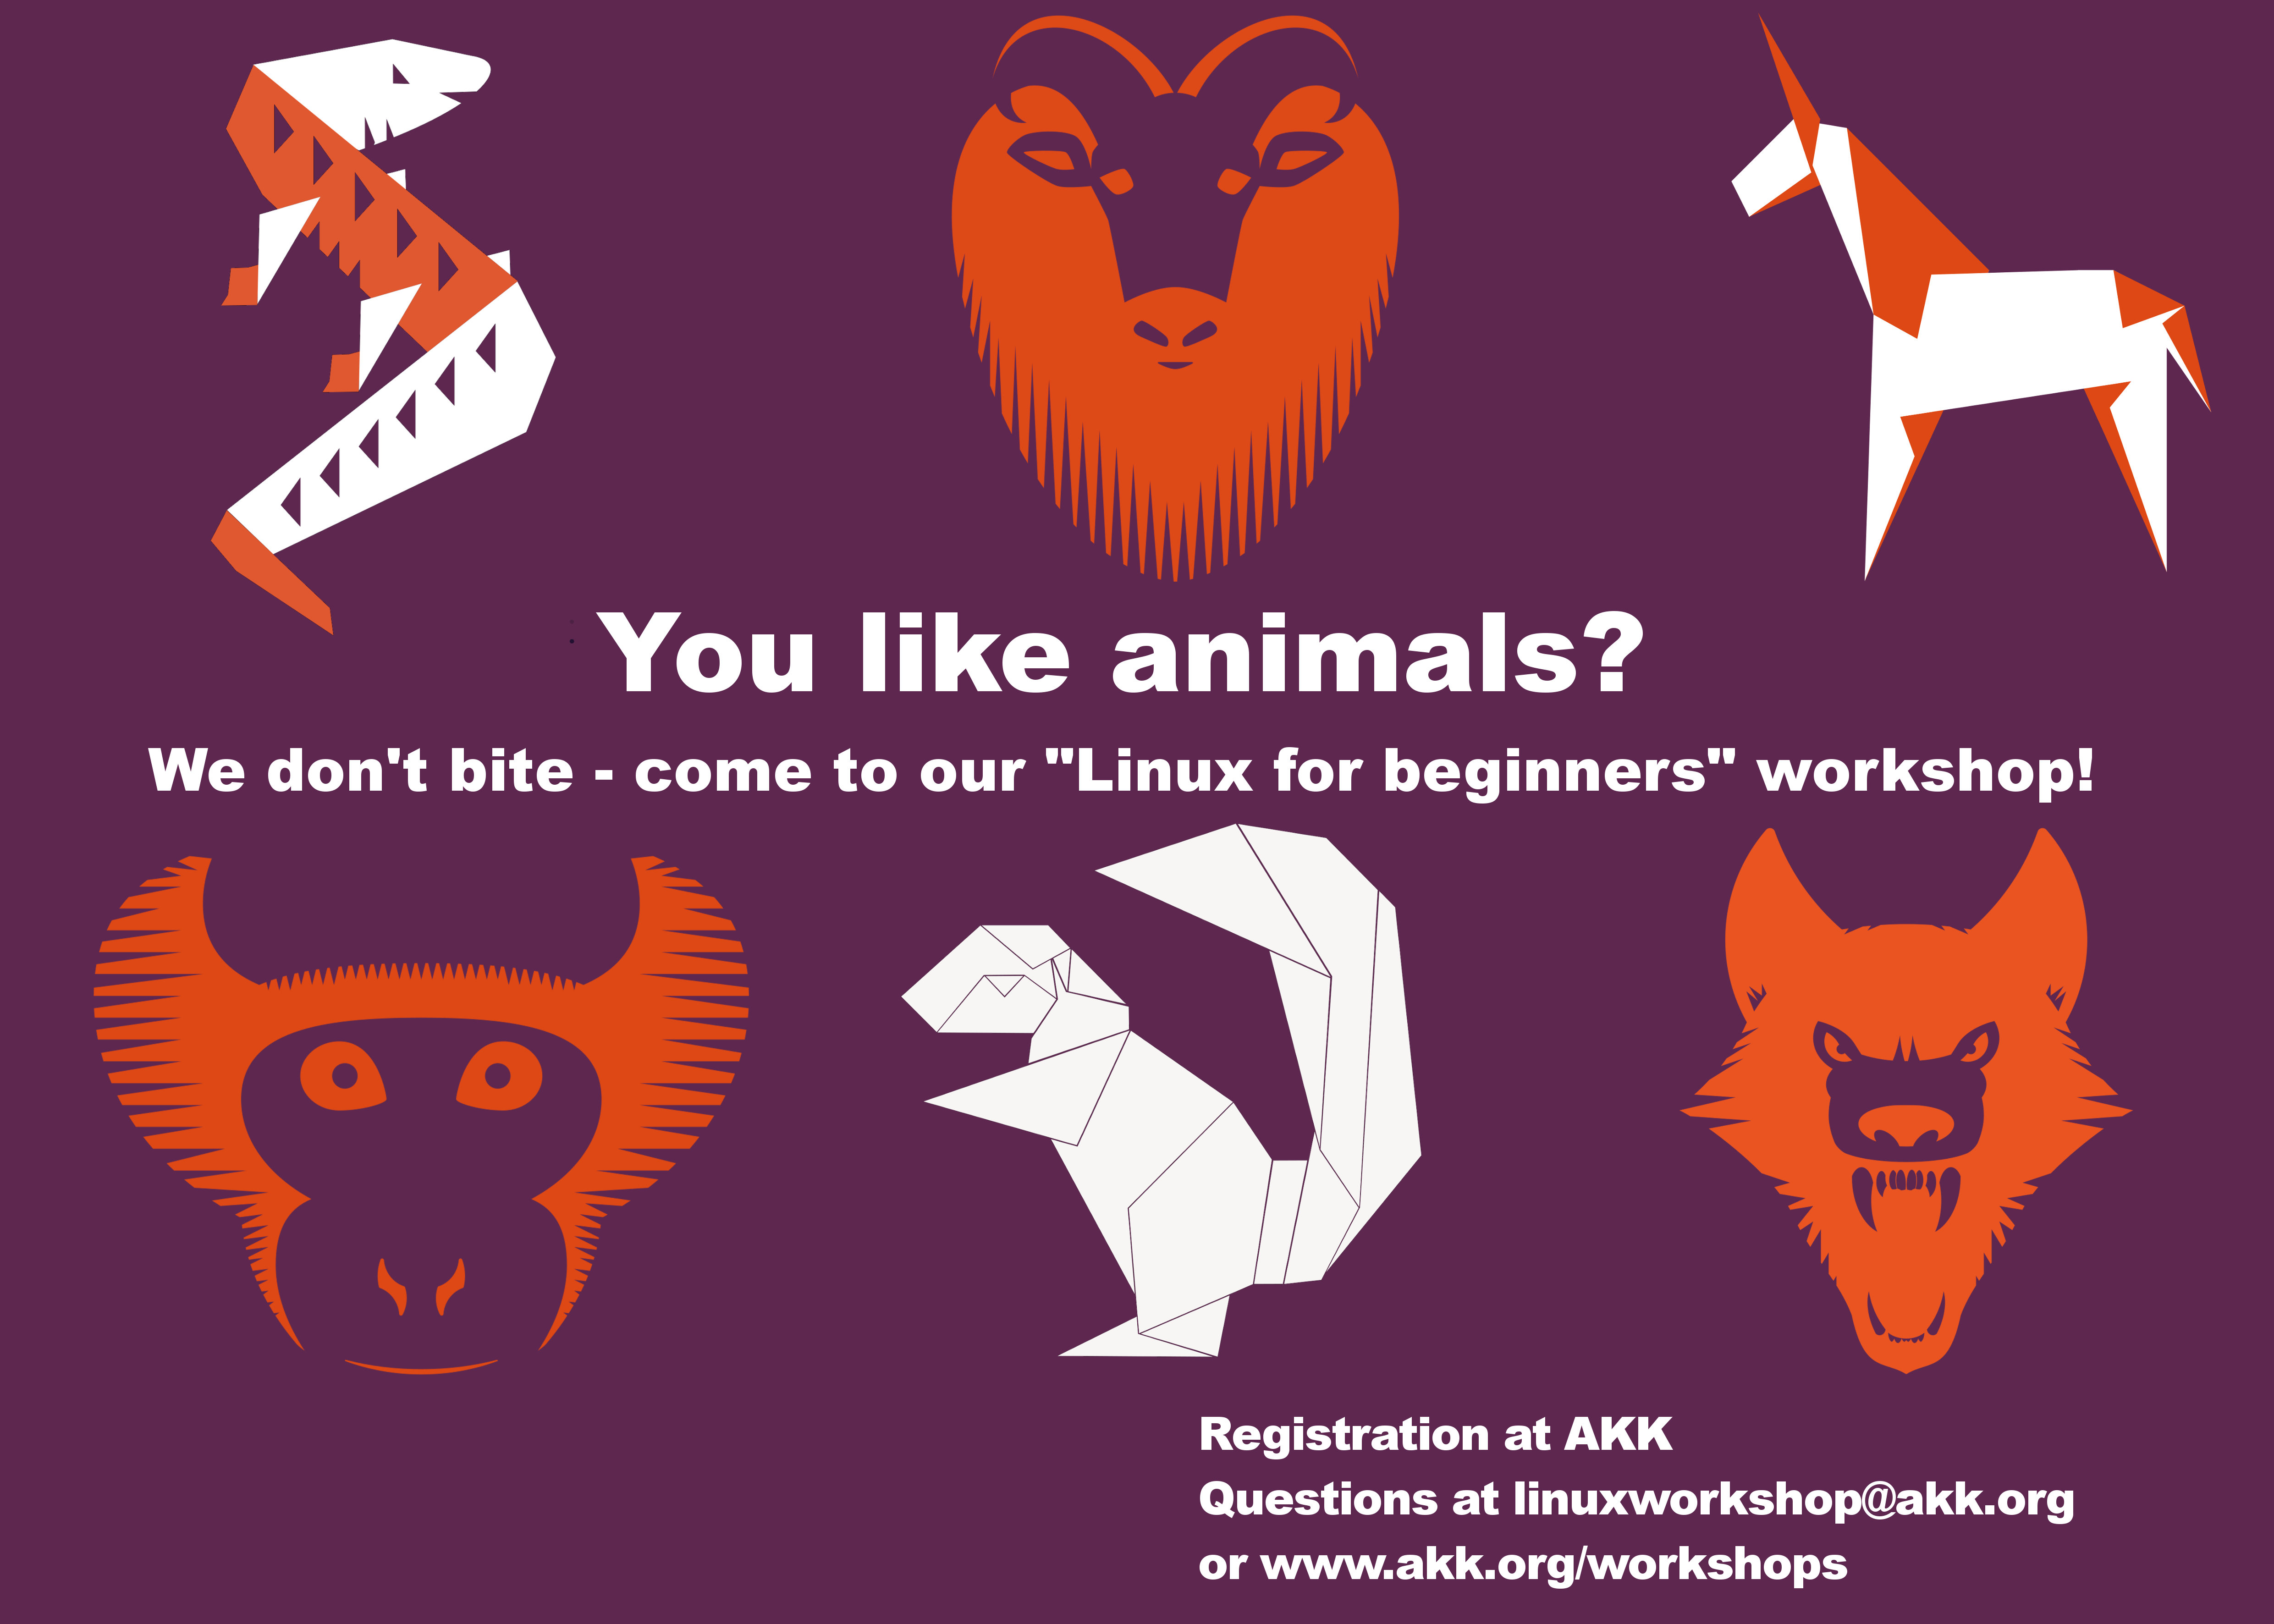 You like animals?
We don't bite - come to our "Linux for beginners" workshop!
Registration at AKK
Questions at linuxworkshop@akk.org
or www.akk.org/workshops